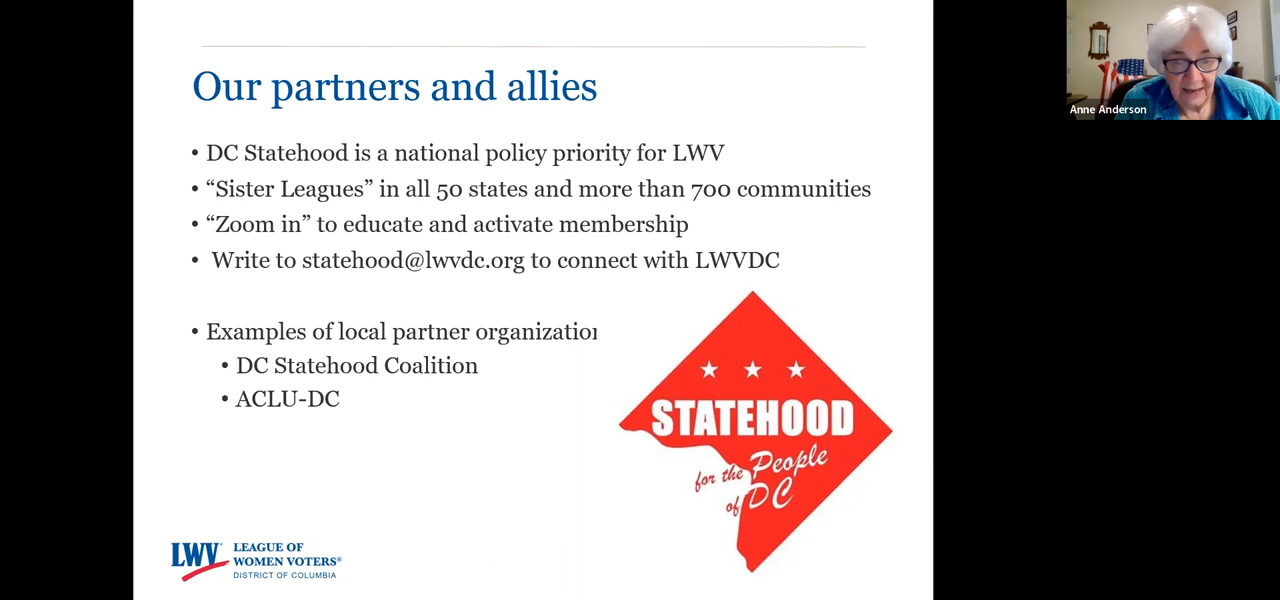 Our partners and allies
• DC Statehood is a national policy priority for LWV
• “Sister Leagues” in all 50 states and more than 700 communities
• “Zoom in” to educate and activate membership
• Write to statehood@lwvdc.org to connect with LWVDC
• Examples of local partner organization
• DC Statehood Coalition
• ACLU-DC
STATEHOOD
for the People
of DC
LWV®
LEAGUE OF
WOMEN VOTERS®
DISTRICT OF COLUMBIA
Anne Anderson